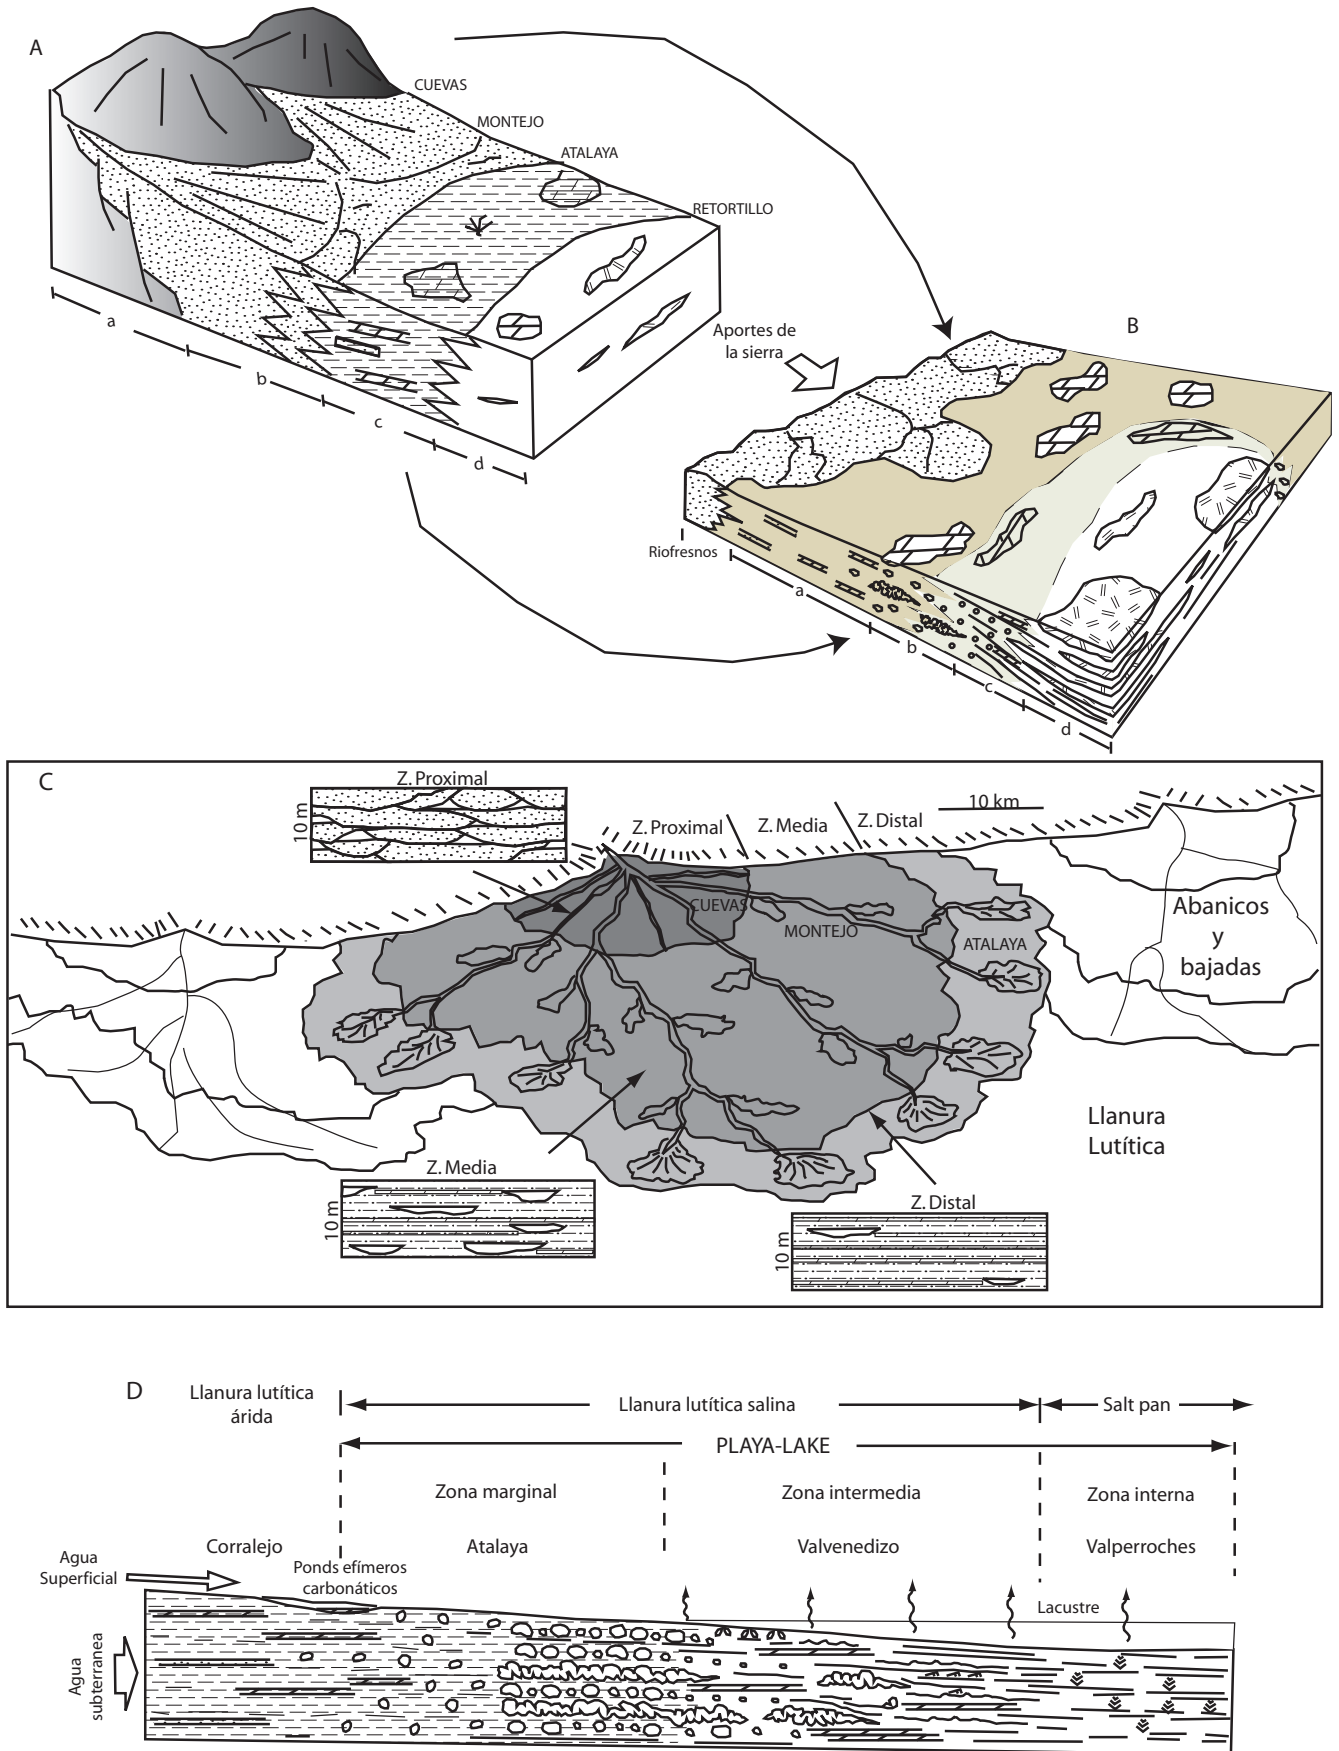 A
CUEVAS
MONTEJO
ATALAYA
RETORTILLO
a
b
c
d
Aportes de
la sierra
B
Riofresnos
a
b
c
d
C
Z. Proximal
10 m
Z. Proximal
Z. Media
Z. Distal
10 km
CUEVAS
MONTEJO
ATALAYA
Abanicos
y
bajadas
Llanura
Lutítica
Z. Media
10 m
Z. Distal
10 m
D
Llanura lutítica
árida
Llanura lutítica salina
Salt pan
PLAYA-LAKE
Zona marginal
Zona intermedia
Zona interna
Corralejo
Atalaya
Valvenedizo
Valperroches
Agua
Superficial
Ponds efímeros
carbonáticos
Lacustre
Agua
subterranea